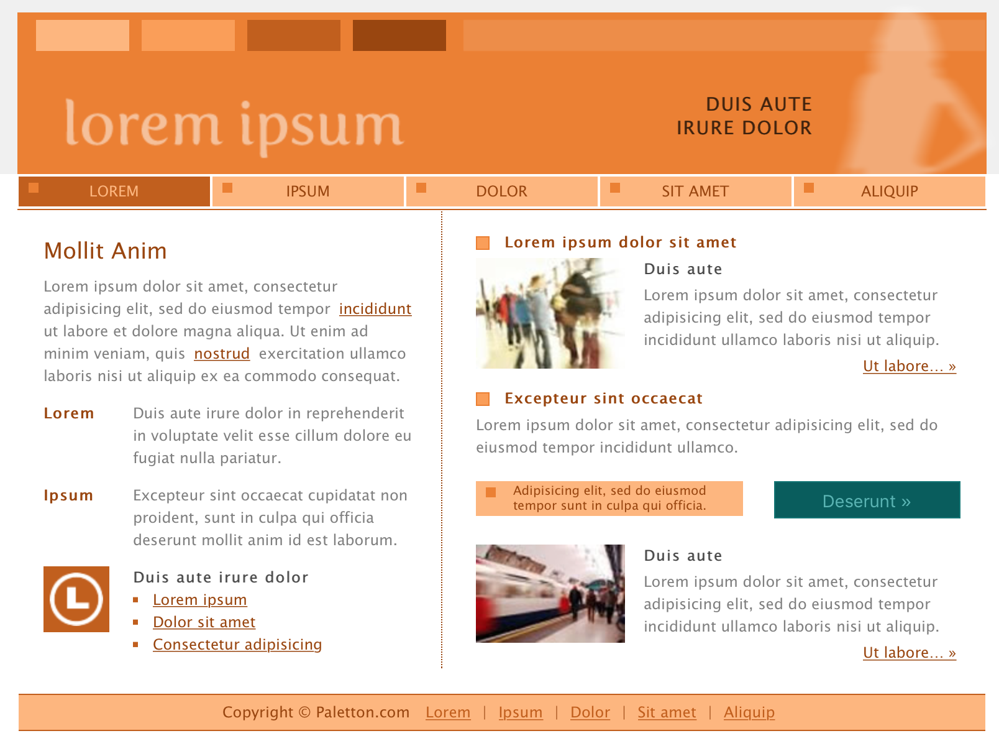 lorem ipsum
DUIS AUTE
IRURE DOLOR
LOREM
IPSUM
DOLOR
SIT AMET
ALIQUIP
Mollit Anim
Lorem ipsum dolor sit amet, consectetur
adipisicing elit, sed do eiusmod tempor incididunt
ut labore et dolore magna aliqua. Ut enim ad
minim veniam, quis nostrud exercitation ullamco
laboris nisi ut aliquip ex ea commodo consequat.
Lorem
Duis aute irure dolor in reprehenderit
in voluptate velit esse cillum dolore eu
fugiat nulla pariatur.
Ipsum
Excepteur sint occaecat cupidatat non
proident, sunt in culpa qui officia
deserunt mollit anim id est laborum.
L
Duis aute irure dolor
Lorem ipsum
Dolor sit amet
Consectetur adipisicing
Lorem ipsum dolor sit amet
Duis aute
Lorem ipsum dolor sit amet, consectetur
adipisicing elit, sed do eiusmod tempor
incididunt ullamco laboris nisi ut aliquip.
Ut labore... »
Excepteur sint occaecat
Lorem ipsum dolor sit amet, consectetur adipisicing elit, sed do
eiusmod tempor incididunt ullamco.
Adipisicing elit, sed do eiusmod
tempor sunt in culpa qui officia.
Deserunt »
Duis aute
Lorem ipsum dolor sit amet, consectetur
adipisicing elit, sed do eiusmod tempor
incididunt ullamco laboris nisi ut aliquip.
Ut labore... »
Copyright © Paletton.com Lorem | Ipsum | Dolor | Sit amet | Aliquip